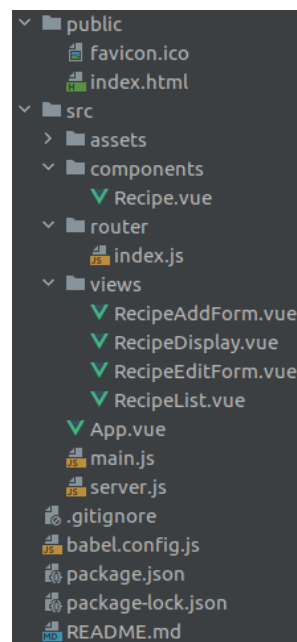 public
favicon.ico
index.html
src
assets
components
Recipe.vue
router
index.js
views
RecipeAddForm.vue
RecipeDisplay.vue
RecipeEditForm.vue
RecipeList.vue
App.vue
main.js
server.js
.gitignore
babel.config.js
package.json
package-lock.json
README.md